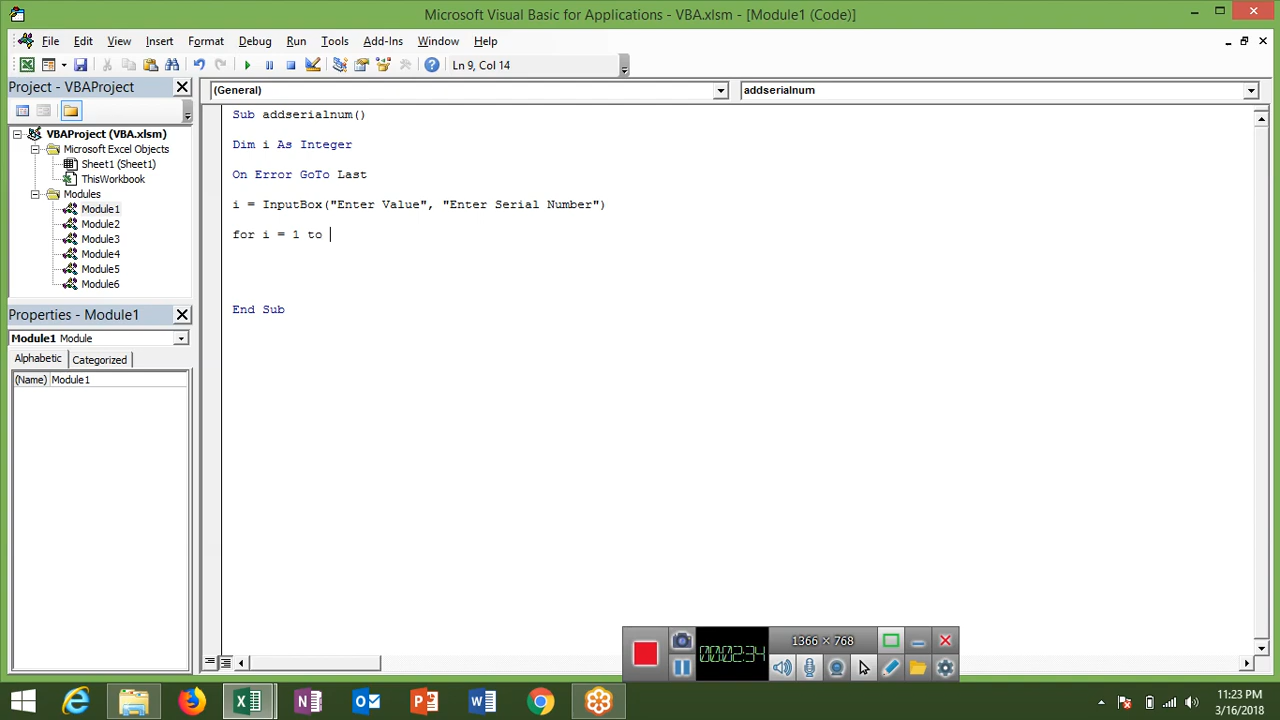 Microsoft Visual Basic for Applications - VBA.xlsm - [Module1 (Code)]
File Edit View Insert Format Debug Run Tools Add-Ins Window Help
Ln 9, Col 14
Project - VBAProject
(General)
addserialnum
VBAProject (VBA.xlsm)
Microsoft Excel Objects
Sheet1 (Sheet1)
ThisWorkbook
Modules
Module1
Module2
Module3
Module4
Module5
Module6
Properties - Module1
Module1 Module
Alphabetic Categorized
(Name) Module1
Sub addserialnum()
Dim i As Integer
On Error GoTo Last
i = InputBox("Enter Value", "Enter Serial Number")
for i = 1 to
End Sub
00:02:34
1366 × 768
11:23 PM
3/16/2018